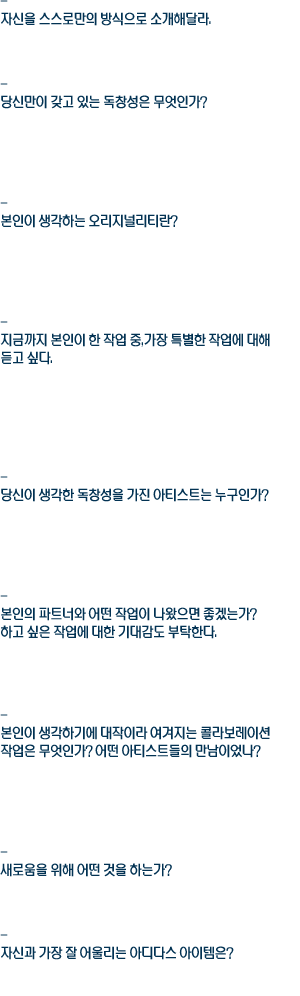 –
자신을 스스로만의 방식으로 소개해달라.
–
당신만이 갖고 있는 독창성은 무엇인가?
–
본인이 생각하는 오리지널리티란?
–
지금까지 본인이 한 작업 중,가장 특별한 작업에 대해
듣고 싶다.
–
당신이 생각한 독창성을 가진 아티스트는 누구인가?
–
본인의 파트너와 어떤 작업이 나왔으면 좋겠는가?
하고 싶은 작업에 대한 기대감도 부탁한다.
–
본인이 생각하기에 대작이라 여겨지는 콜라보레이션
작업은 무엇인가? 어떤 아티스트들의 만남이었나?
–
새로움을 위해 어떤 것을 하는가?
–
자신과 가장 잘 어울리는 아디다스 아이템은?